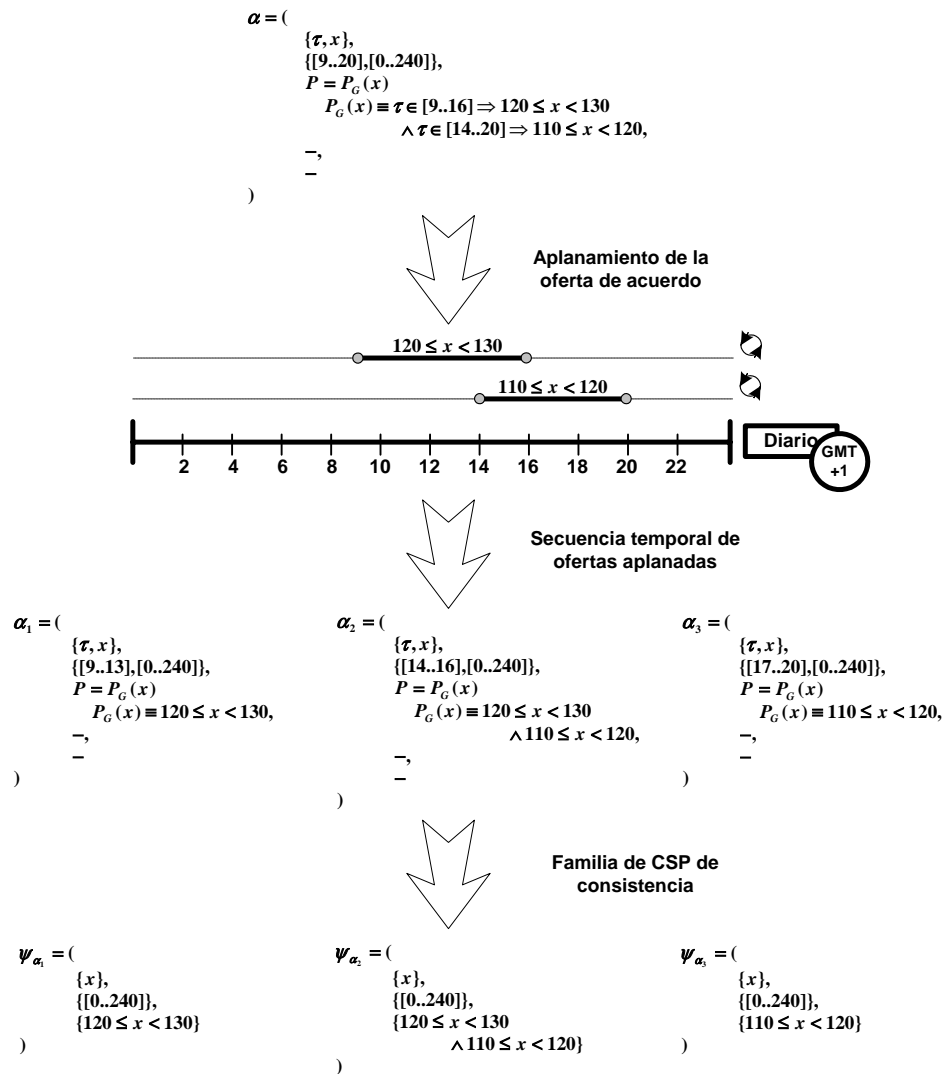 α = (
{τ, x},
{[9..20],[0..240]},
P = P_G(x)
P_G(x) ≡ τ ∈ [9..16] ⇒ 120 ≤ x < 130
∧ τ ∈ [14..20] ⇒ 110 ≤ x < 120,
–,
–
)
Aplanamiento de la
oferta de acuerdo
120 ≤ x < 130
110 ≤ x < 120
2 4 6 8 10 12 14 16 18 20 22
Diario
GMT
+1
Secuencia temporal de
ofertas aplanadas
α₁ = (
{τ, x},
{[9..13],[0..240]},
P = P_G(x)
P_G(x) ≡ 120 ≤ x < 130,
–,
–
)
α₂ = (
{τ, x},
{[14..16],[0..240]},
P = P_G(x)
P_G(x) ≡ 120 ≤ x < 130
∧ 110 ≤ x < 120,
–,
–
)
α₃ = (
{τ, x},
{[17..20],[0..240]},
P = P_G(x)
P_G(x) ≡ 110 ≤ x < 120,
–,
–
)
Familia de CSP de
consistencia
ψ_α₁ = (
{x},
{[0..240]},
{120 ≤ x < 130}
)
ψ_α₂ = (
{x},
{[0..240]},
{120 ≤ x < 130
∧ 110 ≤ x < 120}
)
ψ_α₃ = (
{x},
{[0..240]},
{110 ≤ x < 120}
)